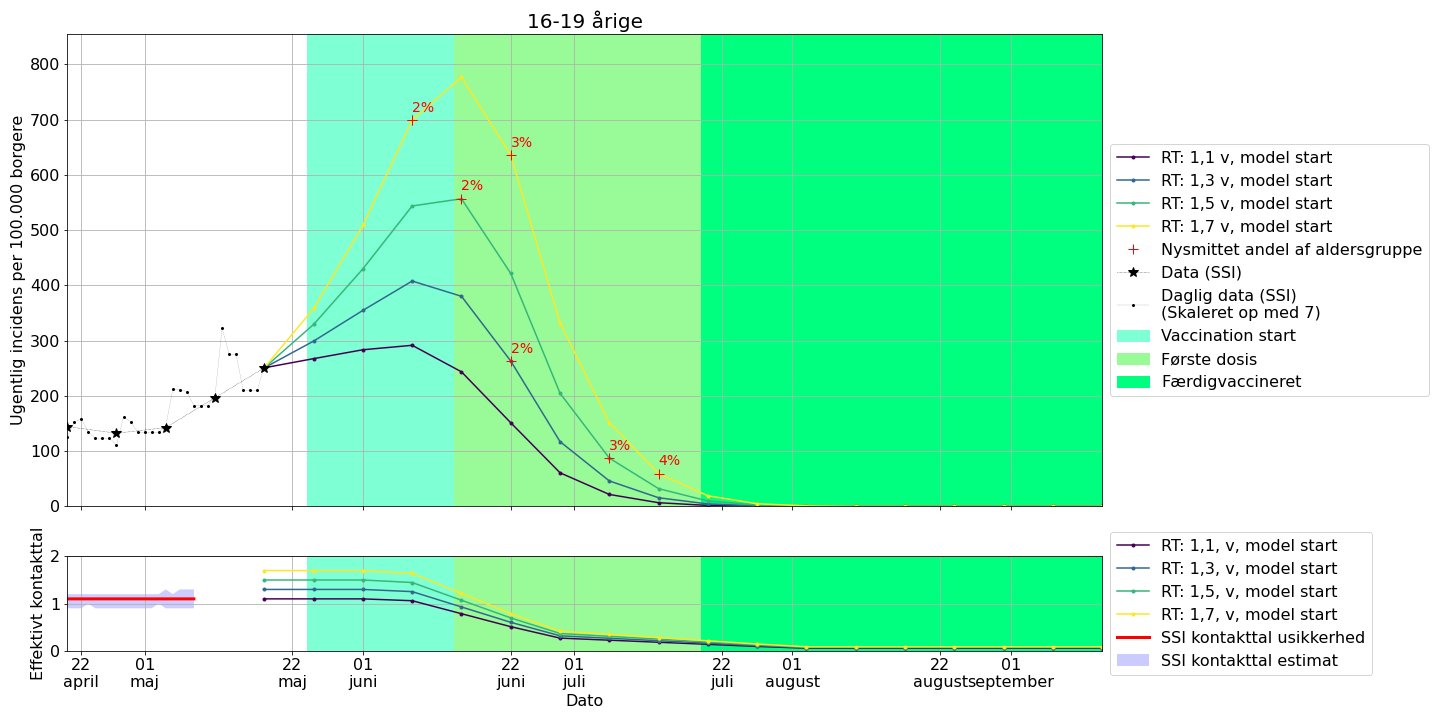 16-19 årige
Ugentlig incidens per 100.000 borgere
800
700
600
500
400
300
200
100
0
2%
3%
2%
2%
3%
4%
RT: 1,1 v, model start
RT: 1,3 v, model start
RT: 1,5 v, model start
RT: 1,7 v, model start
Nysmittet andel af aldersgruppe
Data (SSI)
Daglig data (SSI)
(Skaleret op med 7)
Vaccination start
Første dosis
Færdigvaccineret
Effektivt kontakttal
2
1
0
RT: 1,1, v, model start
RT: 1,3, v, model start
RT: 1,5, v, model start
RT: 1,7, v, model start
SSI kontakttal usikkerhed
SSI kontakttal estimat
22 01 22 01 22 01 22 01 22 01
april maj maj juni juni juli juli august august september
Dato